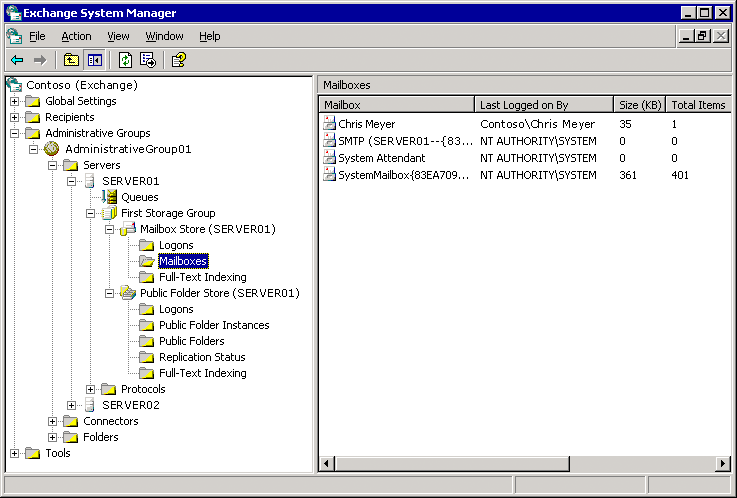 Exchange System Manager
File Action View Window Help
Contoso (Exchange)
Global Settings
Recipients
Administrative Groups
AdministrativeGroup01
Servers
SERVER01
Queues
First Storage Group
Mailbox Store (SERVER01)
Logons
Mailboxes
Full-Text Indexing
Public Folder Store (SERVER01)
Logons
Public Folder Instances
Public Folders
Replication Status
Full-Text Indexing
Protocols
SERVER02
Connectors
Folders
Tools
Mailboxes
Mailbox Last Logged on By Size (KB) Total Items
Chris Meyer Contoso\Chris Meyer 35 1
SMTP (SERVER01--{83... NT AUTHORITY\SYSTEM 0 0
System Attendant NT AUTHORITY\SYSTEM 0 0
SystemMailbox{83EA709... NT AUTHORITY\SYSTEM 361 401